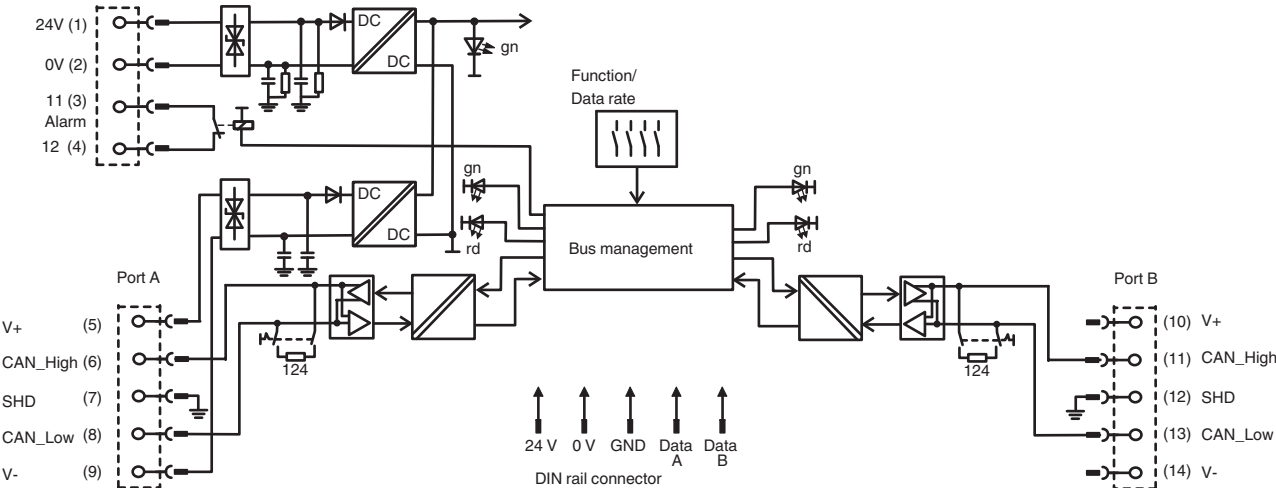 24V (1)
0V (2)
11 (3)
Alarm
12 (4)
DC
DC
gn
Function/
Data rate
DC
DC
gn
rd
Bus management
gn
rd
Port A
V+ (5)
CAN_High (6)
SHD (7)
CAN_Low (8)
V- (9)
124
24 V 0 V GND Data A Data B
DIN rail connector
124
Port B
(10) V+
(11) CAN_High
(12) SHD
(13) CAN_Low
(14) V-